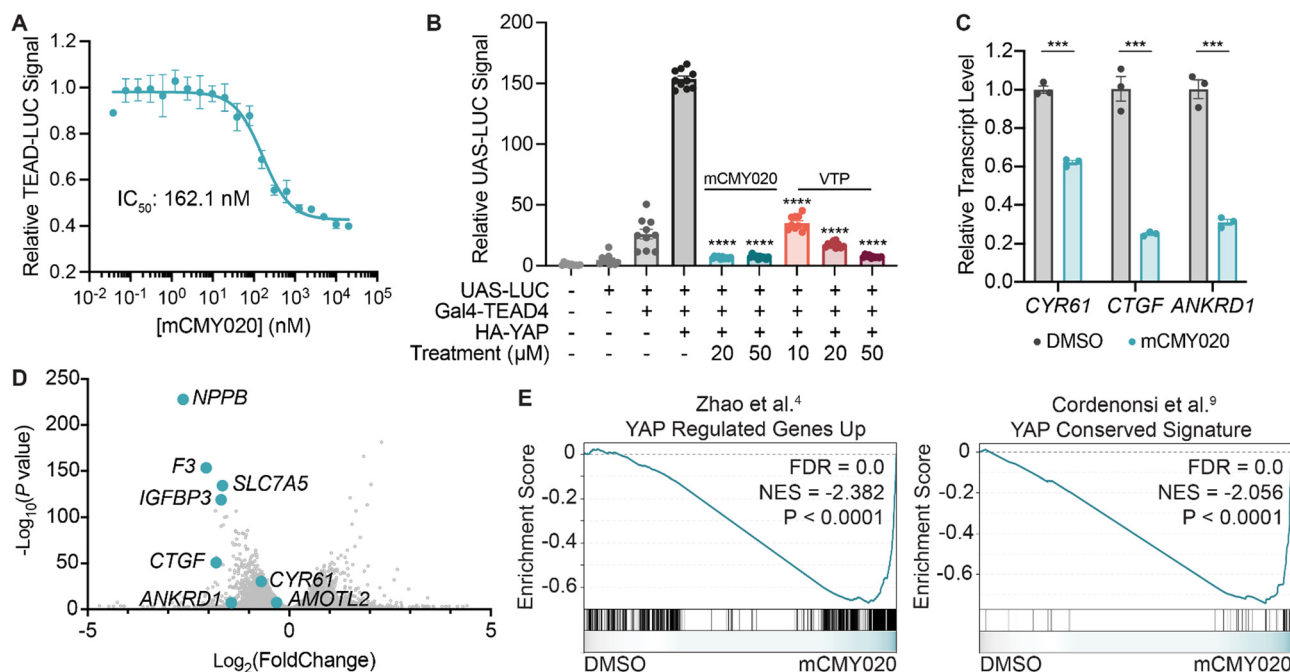 A
Relative TEAD-LUC Signal
1.2
1.0
0.8
0.6
0.4
0.2
IC50: 162.1 nM
10-2 100 102 103 104 105
[mCMY020] (nM)
B
Relative UAS-LUC Signal
200
150
100
50
0
mCMY020 VTP
**** **** **** **** ****
UAS-LUC - + + + + + + + +
Gal4-TEAD4 - - + + + + + + +
HA-YAP - - - + + + + + +
Treatment (µM) - - - - 20 50 10 20 50
C
Relative Transcript Level
*** *** ***
1.2
1.0
0.8
0.6
0.4
0.2
0.0
CYR61 CTGF ANKRD1
DMSO mCMY020
D
-Log10(P value)
250
200
150
100
50
0
NPPB
F3
SLC7A5
IGFBP3
CTGF
CYR61
ANKRD1
AMOTL2
-5 0 5
Log2(FoldChange)
E
Zhao et al.4
YAP Regulated Genes Up
Enrichment Score
0
-0.2
-0.4
-0.6
FDR = 0.0
NES = -2.382
P < 0.0001
DMSO mCMY020
Cordenonsi et al.9
YAP Conserved Signature
Enrichment Score
0
-0.2
-0.4
-0.6
FDR = 0.0
NES = -2.056
P < 0.0001
DMSO mCMY020